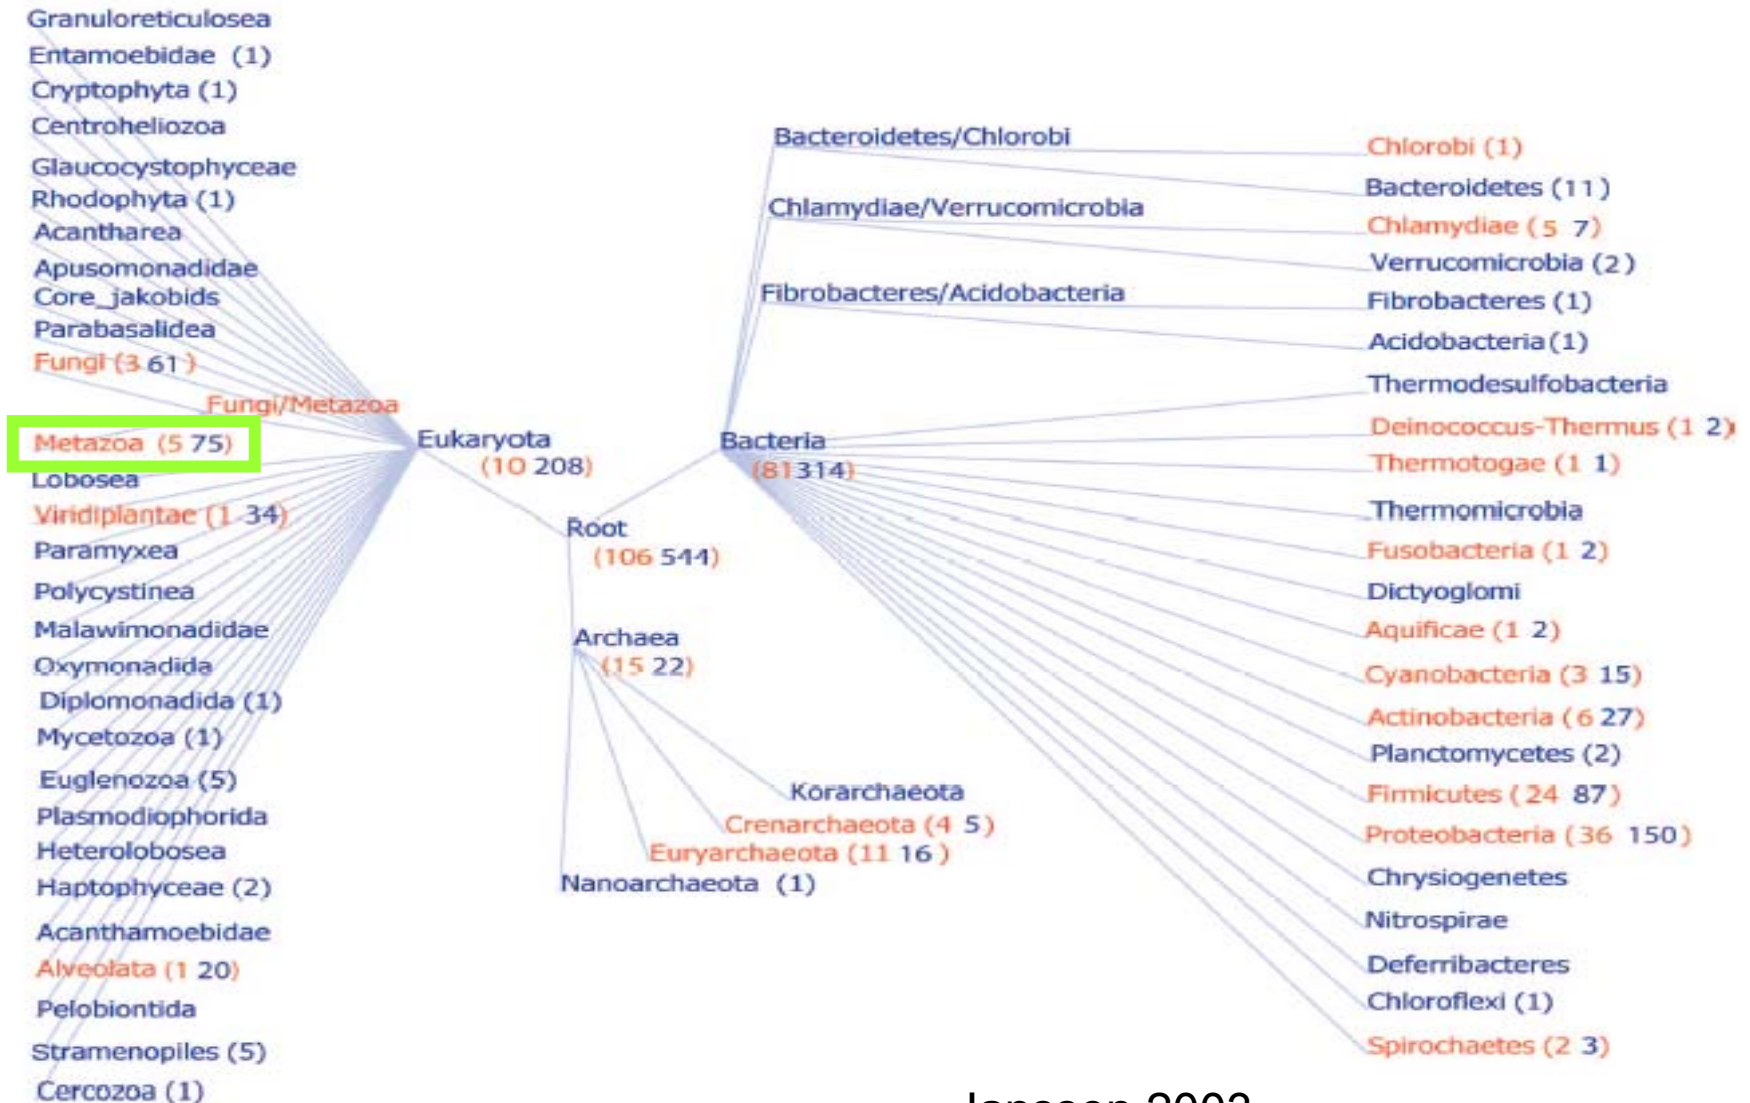 Granuloreticulosea
Entamoebidae (1)
Cryptophyta (1)
Centroheliozoa
Glaucocystophyceae
Rhodophyta (1)
Acantharea
Apusomonadidae
Core_jakobids
Parabasalidea
Fungi (3 61)
Fungi/Metazoa
Metazoa (5 75)
Lobosea
Viridiplantae (1 34)
Paramyxea
Polycystinea
Malawimonadidae
Oxymonadida
Diplomonadida (1)
Mycetozoa (1)
Euglenozoa (5)
Plasmodiophorida
Heterolobosea
Haptophyceae (2)
Acanthamoebidae
Alveolata (1 20)
Pelobiontida
Stramenopiles (5)
Cercozoa (1)
Eukaryota
(10 208)
Root
(106 544)
Archaea
(15 22)
Korarchaeota
Crenarchaeota (4 5)
Euryarchaeota (11 16)
Nanoarchaeota (1)
Bacteria
(81 314)
Bacteroidetes/Chlorobi
Chlamydiae/Verrucomicrobia
Fibrobacteres/Acidobacteria
Chlorobi (1)
Bacteroidetes (11)
Chlamydiae (5 7)
Verrucomicrobia (2)
Fibrobacteres (1)
Acidobacteria (1)
Thermodesulfobacteria
Deinococcus-Thermus (1 2)
Thermotogae (1 1)
Thermomicrobia
Fusobacteria (1 2)
Dictyoglomi
Aquificae (1 2)
Cyanobacteria (3 15)
Actinobacteria (6 27)
Planctomycetes (2)
Firmicutes (24 87)
Proteobacteria (36 150)
Chrysiogenetes
Nitrospirae
Deferribacteres
Chloroflexi (1)
Spirochaetes (2 3)